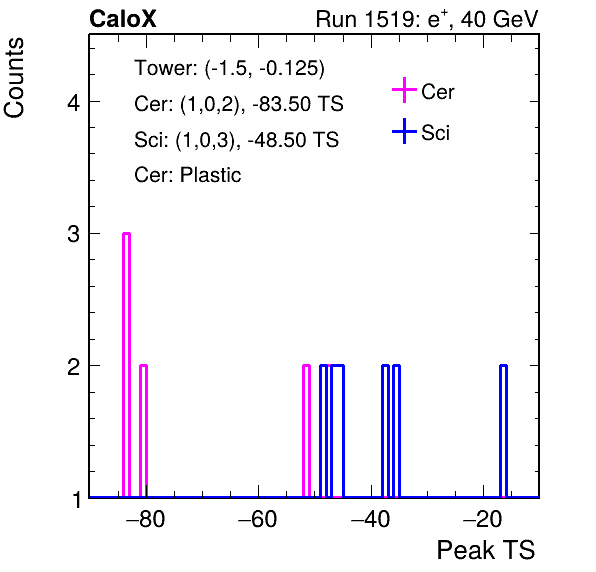 CaloX Run 1519: e⁺, 40 GeV
Counts
Tower: (-1.5, -0.125)
Cer: (1,0,2), -83.50 TS
Sci: (1,0,3), -48.50 TS
Cer: Plastic
Cer
Sci
4
3
2
1
−80 −60 −40 −20
Peak TS